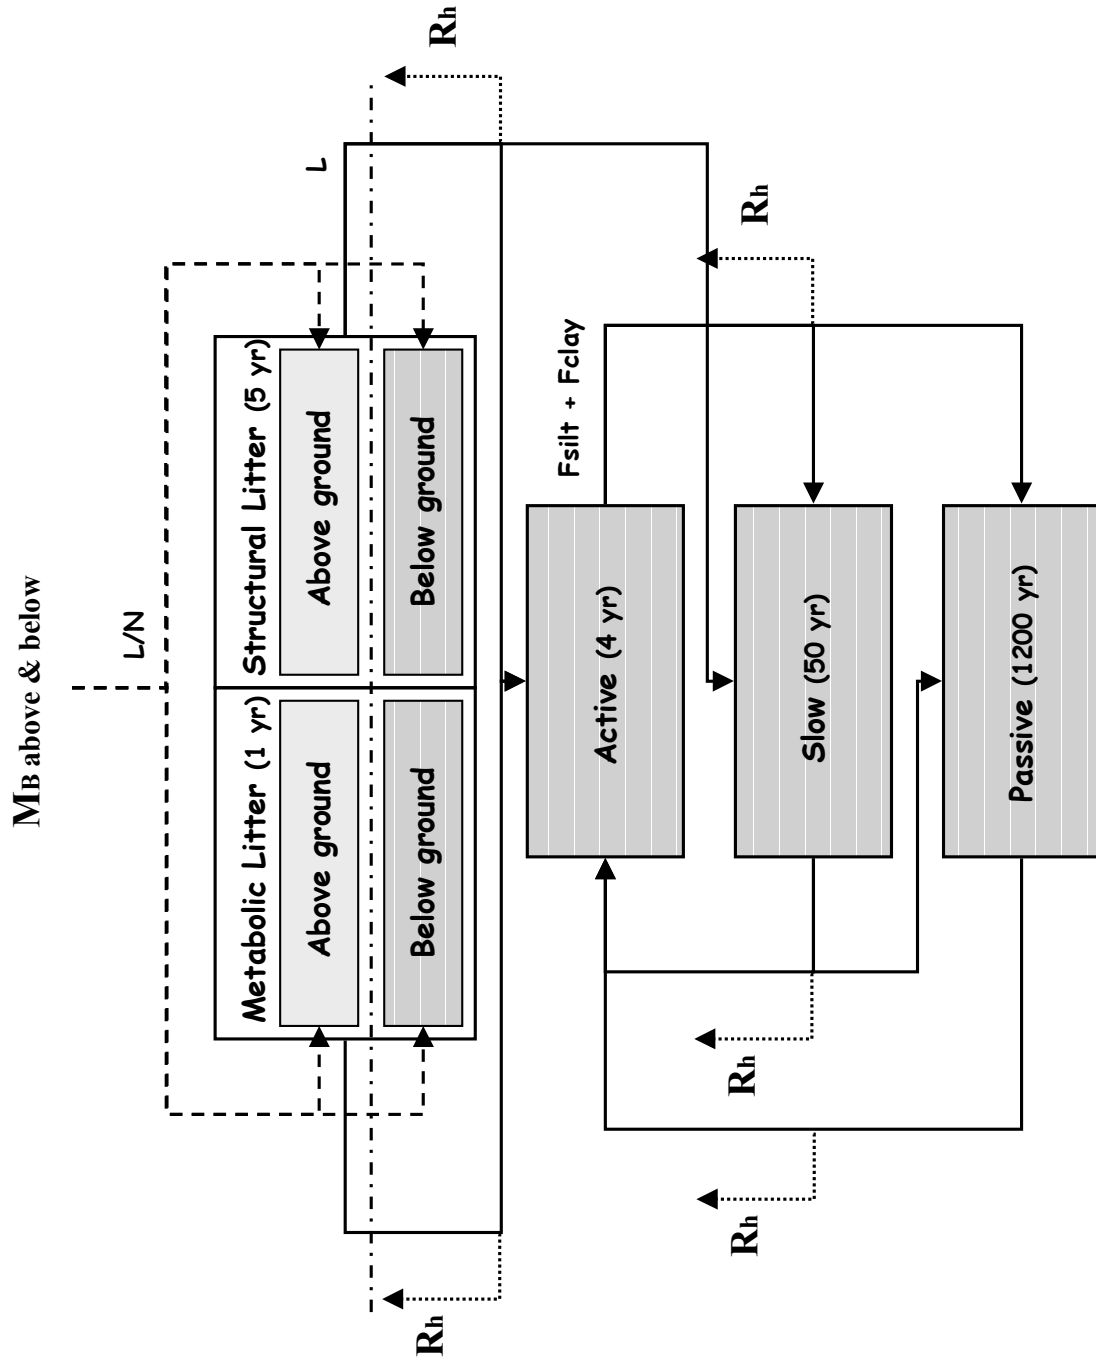 MB above & below
L/N
Metabolic Litter (1 yr)
Structural Litter (5 yr)
Above ground
Above ground
Below ground
Below ground
L
Rh
Rh
Fsilt + Fclay
Active (4 yr)
Rh
Slow (50 yr)
Rh
Passive (1200 yr)
Rh